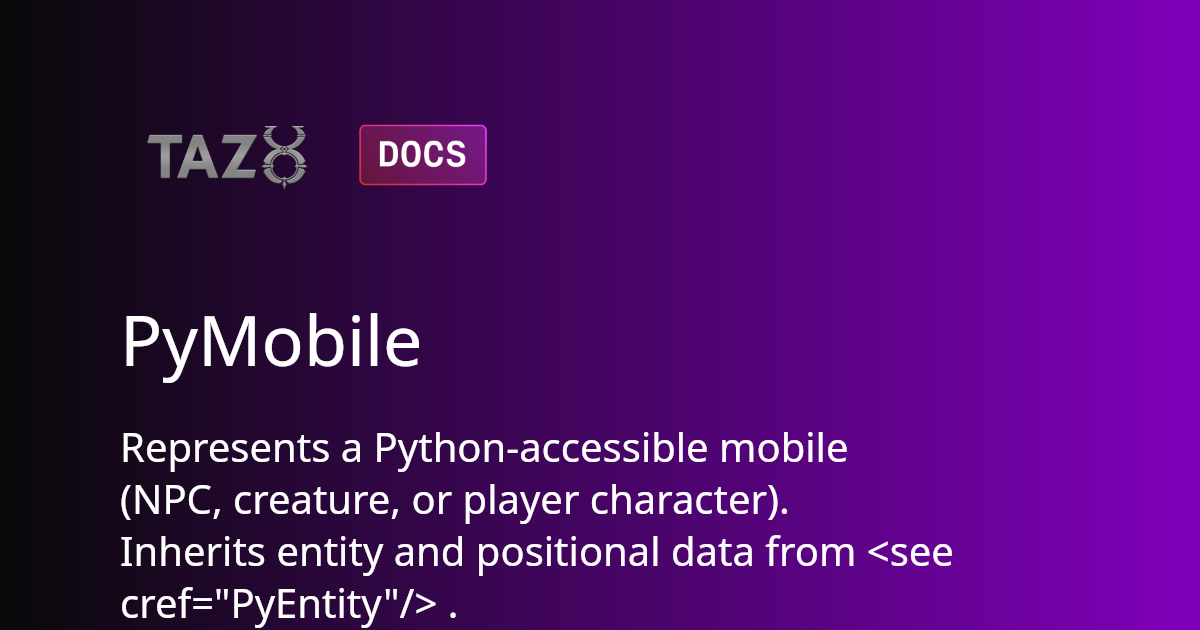 TAZ DOCS
PyMobile
Represents a Python-accessible mobile
(NPC, creature, or player character).
Inherits entity and positional data from <see
cref="PyEntity"/> .